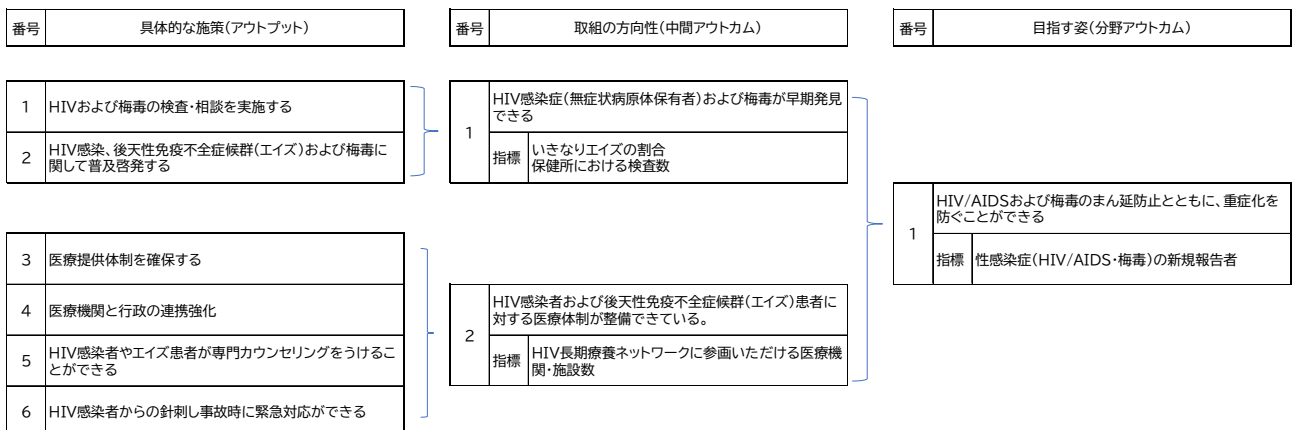 番号 具体的な施策(アウトプット)
番号 取組の方向性(中間アウトカム)
番号 目指す姿(分野アウトカム)
1 HIVおよび梅毒の検査・相談を実施する
2 HIV感染、後天性免疫不全症候群(エイズ)および梅毒に
関して普及啓発する
3 医療提供体制を確保する
4 医療機関と行政の連携強化
5 HIV感染者やエイズ患者が専門カウンセリングをうけるこ
とができる
6 HIV感染者からの針刺し事故時に緊急対応ができる
1 HIV感染症(無症状病原体保有者)および梅毒が早期発見
できる
指標 いきなりエイズの割合
保健所における検査数
2 HIV感染者および後天性免疫不全症候群(エイズ)患者に
対する医療体制が整備できている。
指標 HIV長期療養ネットワークに参画いただける医療機
関・施設数
1 HIV/AIDSおよび梅毒のまん延防止とともに、重症化を
防ぐことができる
指標 性感染症(HIV/AIDS・梅毒)の新規報告者